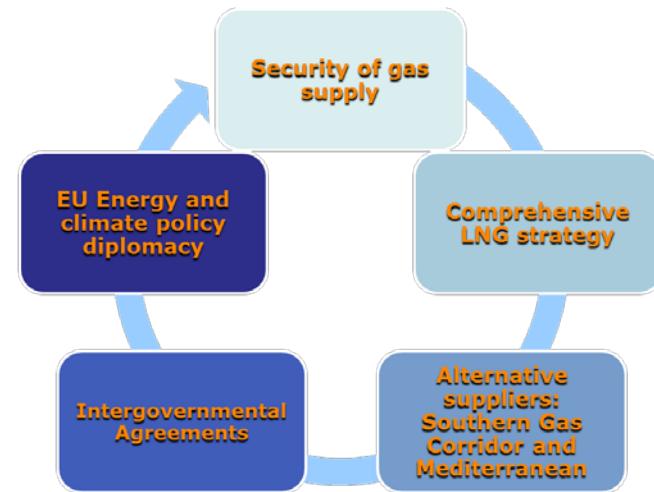 Security of gas
supply
Comprehensive
LNG strategy
Alternative
suppliers:
Southern Gas
Corridor and
Mediterranean
Intergovernmental
Agreements
EU Energy and
climate policy
diplomacy